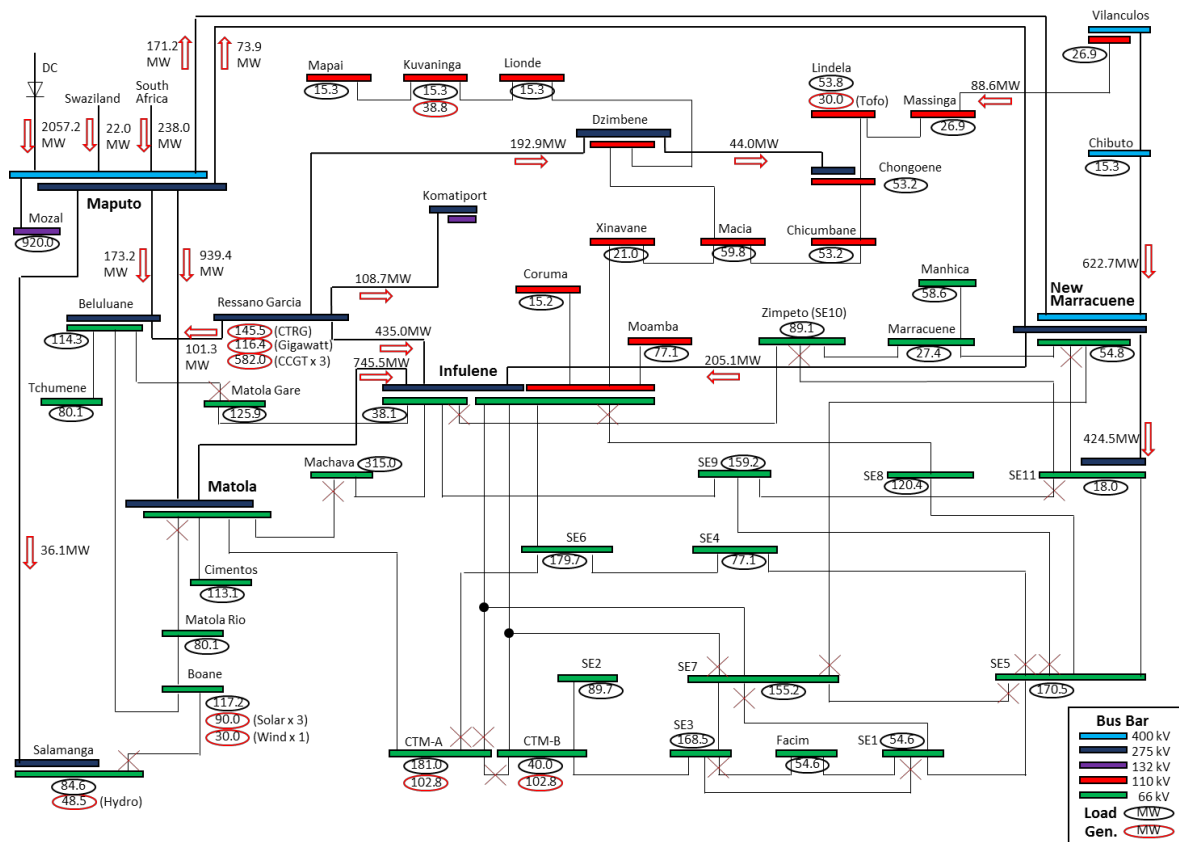 Vilanculos
26.9
171.2
MW
73.9
MW
DC
Swaziland
South
Africa
2057.2
MW
22.0
MW
238.0
MW
Mapai
15.3
Kuvaninga
15.3
38.8
Lionde
15.3
Lindela
53.8
30.0 (Tofo)
Massinga
26.9
88.6MW
Dzimbene
192.9MW
44.0MW
Chibuto
15.3
Chongoene
53.2
Maputo
Mozal
920.0
Komatiport
Xinavane
21.0
Macia
59.8
Chicumbane
53.2
173.2
MW
939.4
MW
108.7MW
Coruma
15.2
Manhica
58.6
622.7MW
New
Marracuene
54.8
Beluluane
114.3
Ressano Garcia
145.5 (CTRG)
116.4 (Gigawatt)
582.0 (CCGT x 3)
101.3
MW
435.0MW
745.5MW
Moamba
77.1
Zimpeto (SE10)
89.1
Marracuene
27.4
205.1MW
Infulene
38.1
Tchumene
80.1
Matola Gare
125.9
Machava
315.0
SE9
159.2
SE8
120.4
424.5MW
SE11
18.0
Matola
36.1MW
SE6
179.7
SE4
77.1
Cimentos
113.1
Matola Rio
80.1
Boane
117.2
90.0 (Solar x 3)
30.0 (Wind x 1)
SE2
89.7
SE7
155.2
SE5
170.5
Salamanga
84.6
48.5 (Hydro)
CTM-A
181.0
102.8
CTM-B
40.0
102.8
SE3
168.5
Facim
54.6
SE1
54.6
Bus Bar
400 kV
275 kV
132 kV
110 kV
66 kV
Load MW
Gen. MW